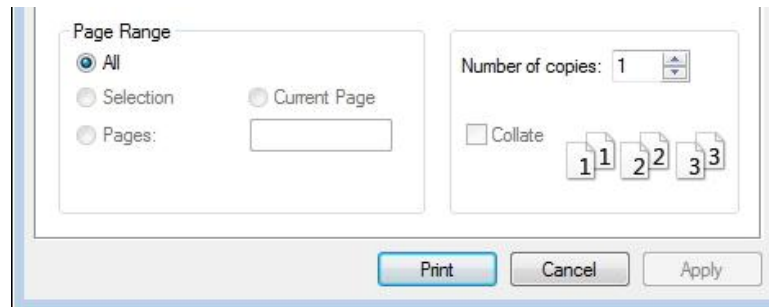 Page Range
All
Selection Current Page
Pages:
Number of copies: 1
Collate
1 1 2 2 3 3
Print Cancel Apply